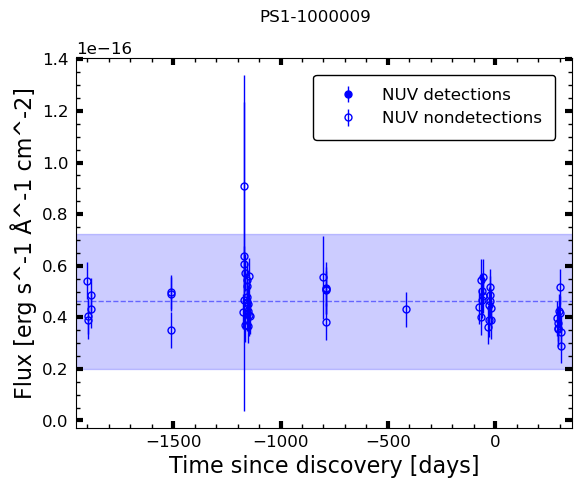 PS1-1000009
1e−16
1.4
1.2
1.0
0.8
0.6
0.4
0.2
0.0
Flux [erg s^-1 Å^-1 cm^-2]
NUV detections
NUV nondetections
−1500 −1000 −500 0
Time since discovery [days]